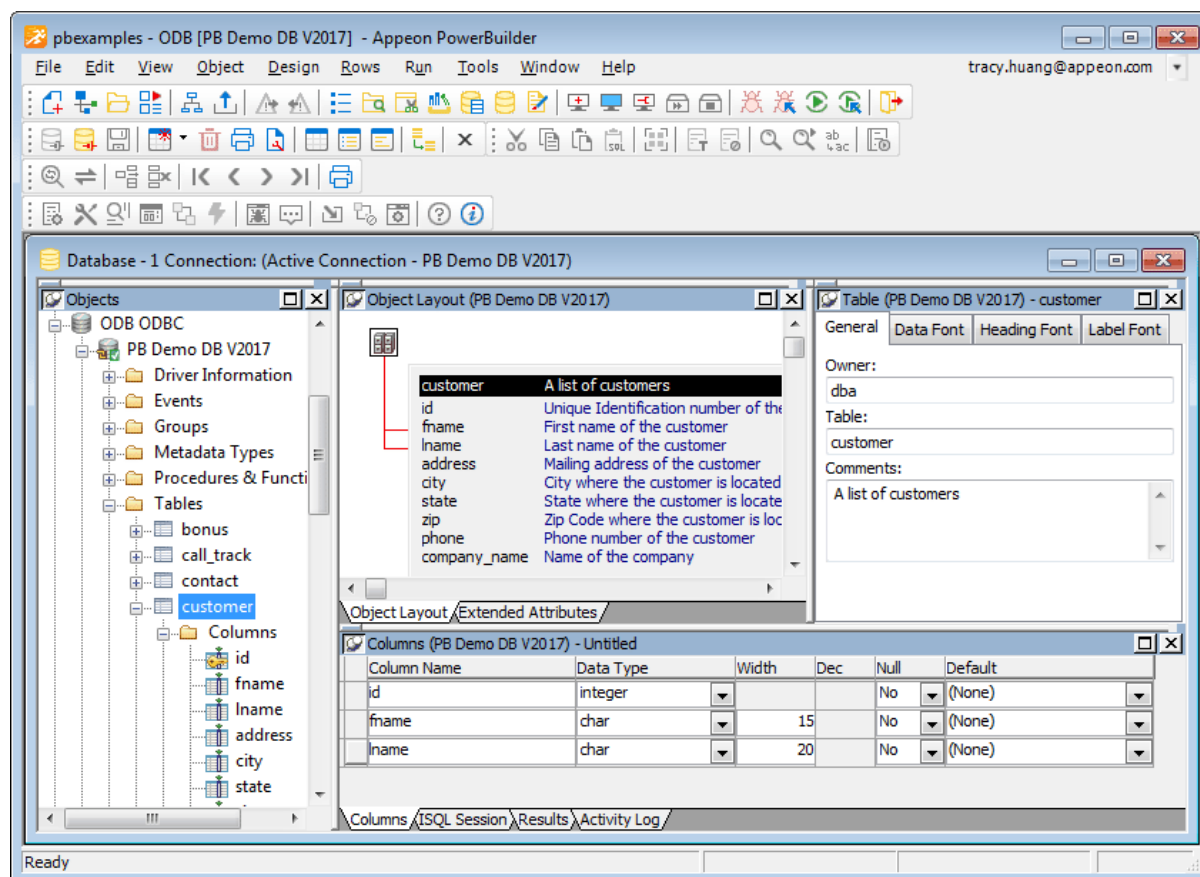 pbexamples - ODB [PB Demo DB V2017] - Appeon PowerBuilder
File Edit View Object Design Rows Run Tools Window Help tracy.huang@appeon.com
Database - 1 Connection: (Active Connection - PB Demo DB V2017)
Objects
ODB ODBC
PB Demo DB V2017
Driver Information
Events
Groups
Metadata Types
Procedures & Functi
Tables
bonus
call_track
contact
customer
Columns
id
fname
lname
address
city
state
Object Layout (PB Demo DB V2017)
customer A list of customers
id Unique Identification number of the
fname First name of the customer
lname Last name of the customer
address Mailing address of the customer
city City where the customer is located
state State where the customer is locate
zip Zip Code where the customer is loc
phone Phone number of the customer
company_name Name of the company
Object Layout Extended Attributes
Table (PB Demo DB V2017) - customer
General Data Font Heading Font Label Font
Owner:
dba
Table:
customer
Comments:
A list of customers
Columns (PB Demo DB V2017) - Untitled
Column Name Data Type Width Dec Null Default
id integer No (None)
fname char 15 No (None)
lname char 20 No (None)
Columns ISQL Session Results Activity Log
Ready